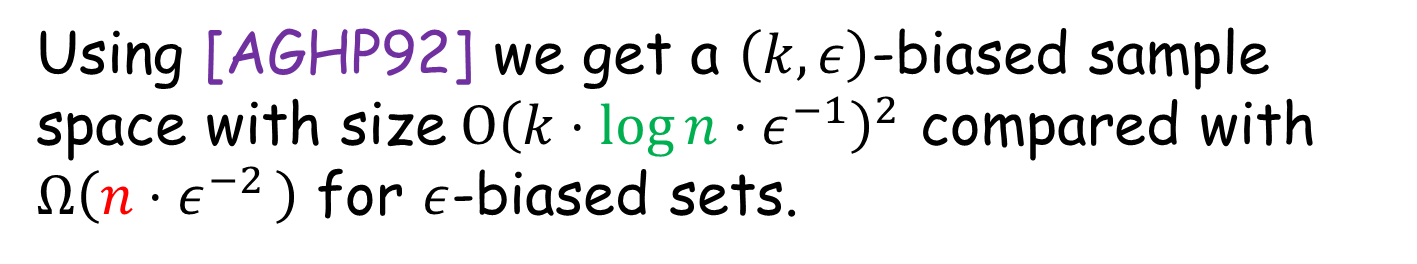 Using [AGHP92] we get a (k, ϵ)-biased sample
space with size O(k · log n · ϵ⁻¹)² compared with
Ω(n · ϵ⁻² ) for ϵ-biased sets.